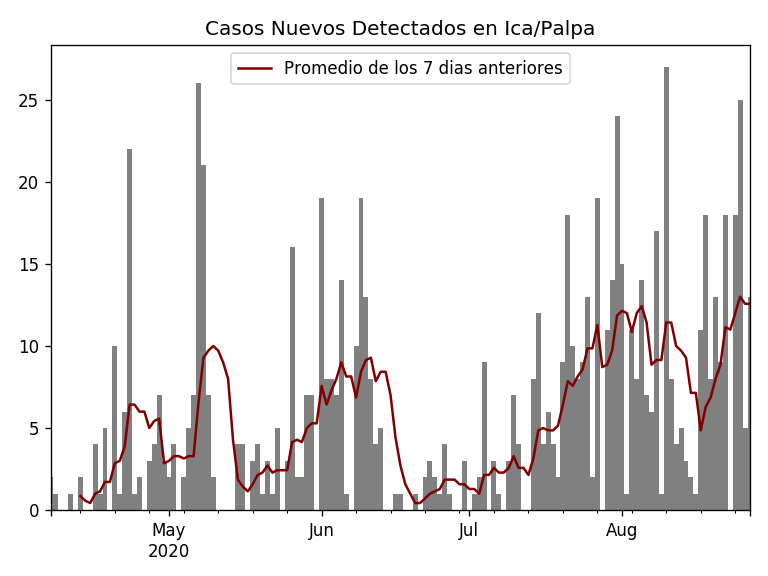 Casos Nuevos Detectados en Ica/Palpa
Promedio de los 7 dias anteriores
25
20
15
10
5
0
May
2020
Jun
Jul
Aug